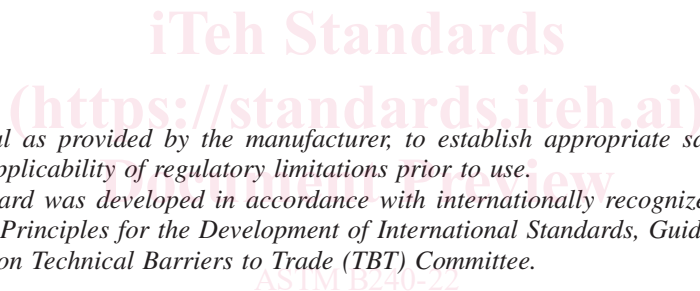 iTeh Standards
(https://standards.iteh.ai)
al as provided by the manufacturer, to establish appropriate sa
pplicability of regulatory limitations prior to use.
Document Preview
ard was developed in accordance with internationally recognize
Principles for the Development of International Standards, Guid
on Technical Barriers to Trade (TBT) Committee.
ASTM B240-22